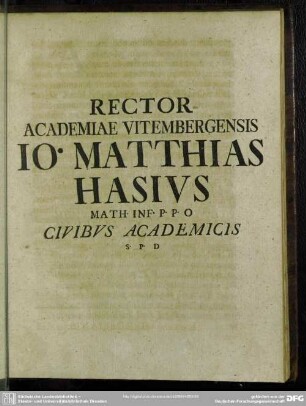 RECTOR
ACADEMIAE VITEMBERGENSIS
IO· MATTHIAS
HASIVS
MATH· INF· P· P· O
CIVIBVS ACADEMICIS
S· P· D